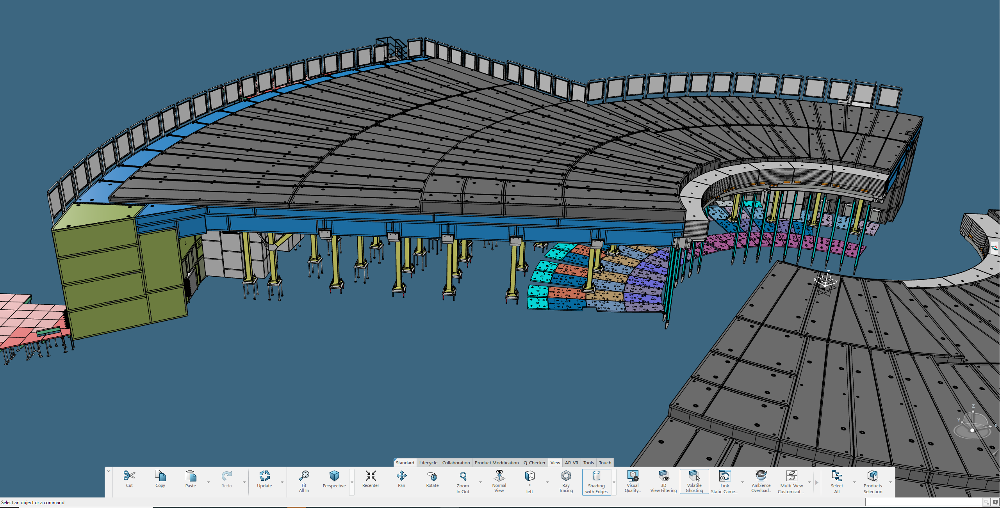 Z
X
Y
Z
Y
X
Standard Lifecycle Collaboration Product Modification Q-Checker View AR-VR Tools Touch
Cut
Copy
Paste
Redo
Update
Fit
All In
Perspective
Recenter
Pan
Rotate
Zoom
In Out
Normal
View
*
left
Ray
Tracing
Shading
with Edges
Visual
Quality...
3D
View Filtering
Volatile
Ghosting
Link
Static Came...
Ambience
Overload...
Multi-View
Customizat...
Select
All
Products
Selection
Select an object or a command